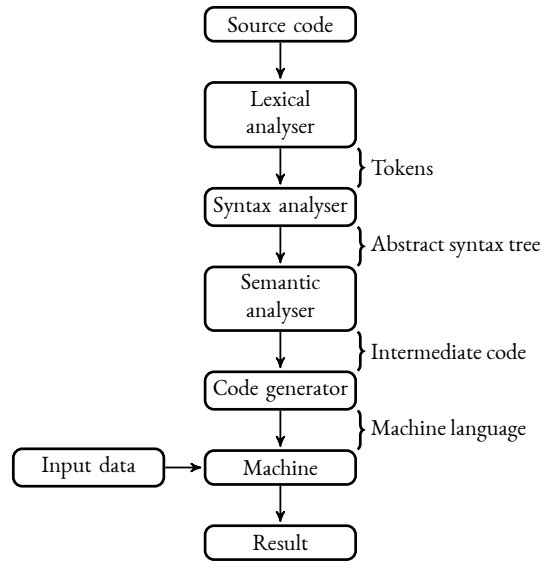 Source code
Lexical
analyser
Tokens
Syntax analyser
Abstract syntax tree
Semantic
analyser
Intermediate code
Code generator
Machine language
Input data
Machine
Result